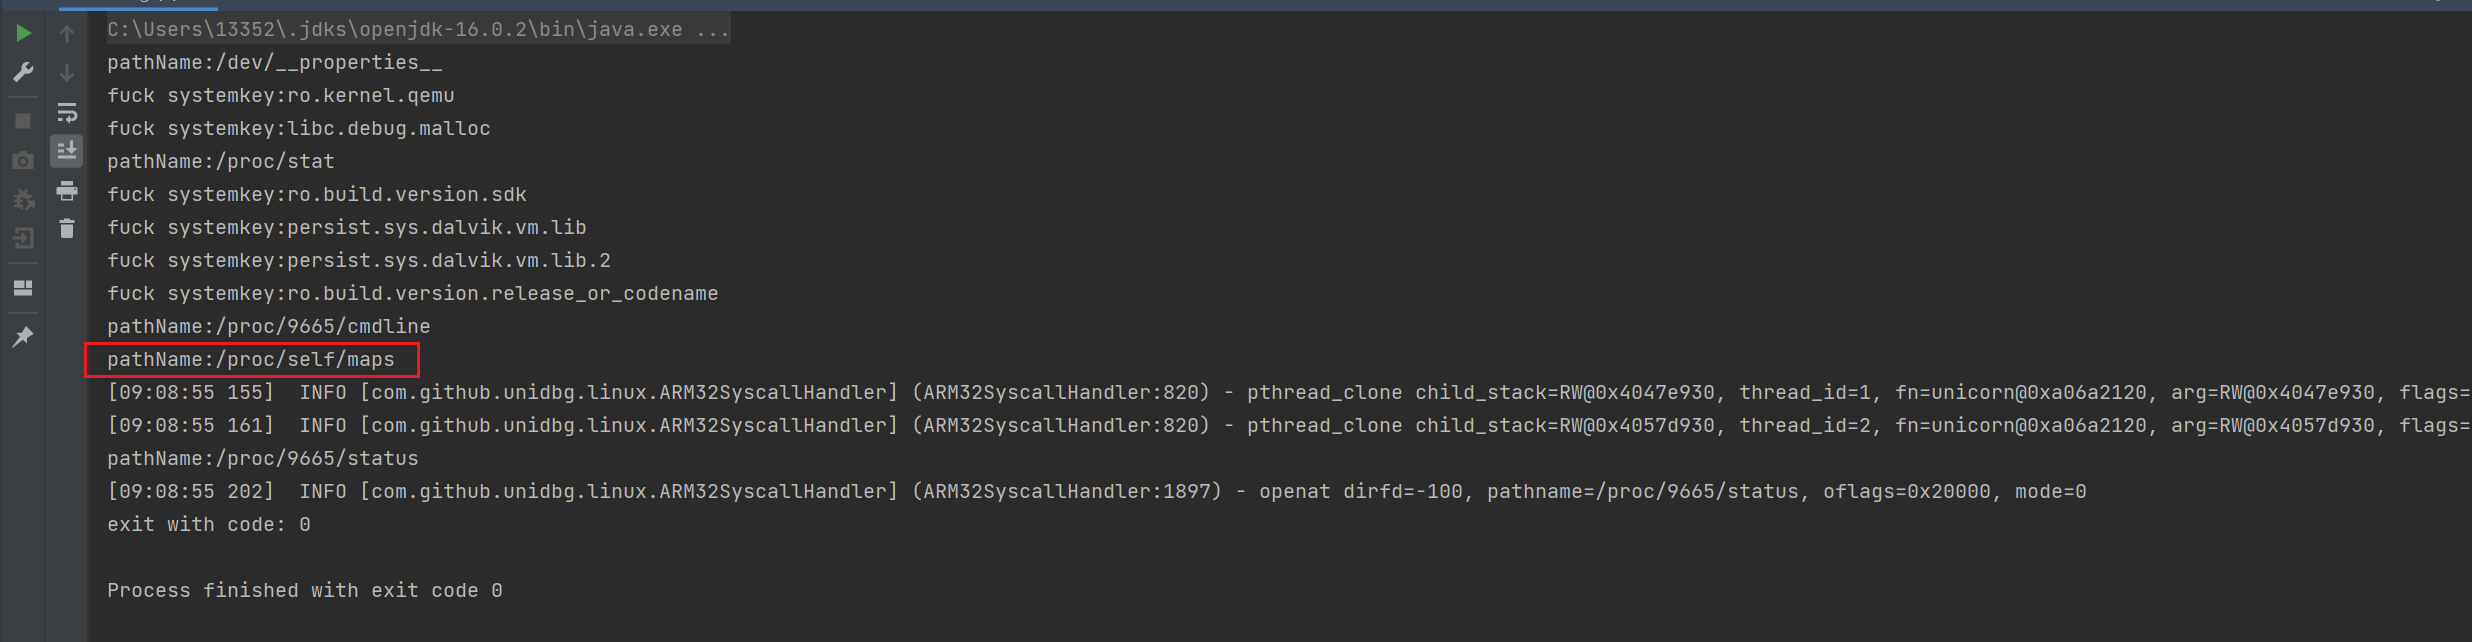 C:\Users\13352\.jdks\openjdk-16.0.2\bin\java.exe ...
pathName:/dev/__properties__
fuck systemkey:ro.kernel.qemu
fuck systemkey:libc.debug.malloc
pathName:/proc/stat
fuck systemkey:ro.build.version.sdk
fuck systemkey:persist.sys.dalvik.vm.lib
fuck systemkey:persist.sys.dalvik.vm.lib.2
fuck systemkey:ro.build.version.release_or_codename
pathName:/proc/9665/cmdline
pathName:/proc/self/maps
[09:08:55 155]  INFO [com.github.unidbg.linux.ARM32SyscallHandler] (ARM32SyscallHandler:820) - pthread_clone child_stack=RW@0x4047e930, thread_id=1, fn=unicorn@0xa06a2120, arg=RW@0x4047e930, flags=
[09:08:55 161]  INFO [com.github.unidbg.linux.ARM32SyscallHandler] (ARM32SyscallHandler:820) - pthread_clone child_stack=RW@0x4057d930, thread_id=2, fn=unicorn@0xa06a2120, arg=RW@0x4057d930, flags=
pathName:/proc/9665/status
[09:08:55 202]  INFO [com.github.unidbg.linux.ARM32SyscallHandler] (ARM32SyscallHandler:1897) - openat dirfd=-100, pathname=/proc/9665/status, oflags=0x20000, mode=0
exit with code: 0
Process finished with exit code 0